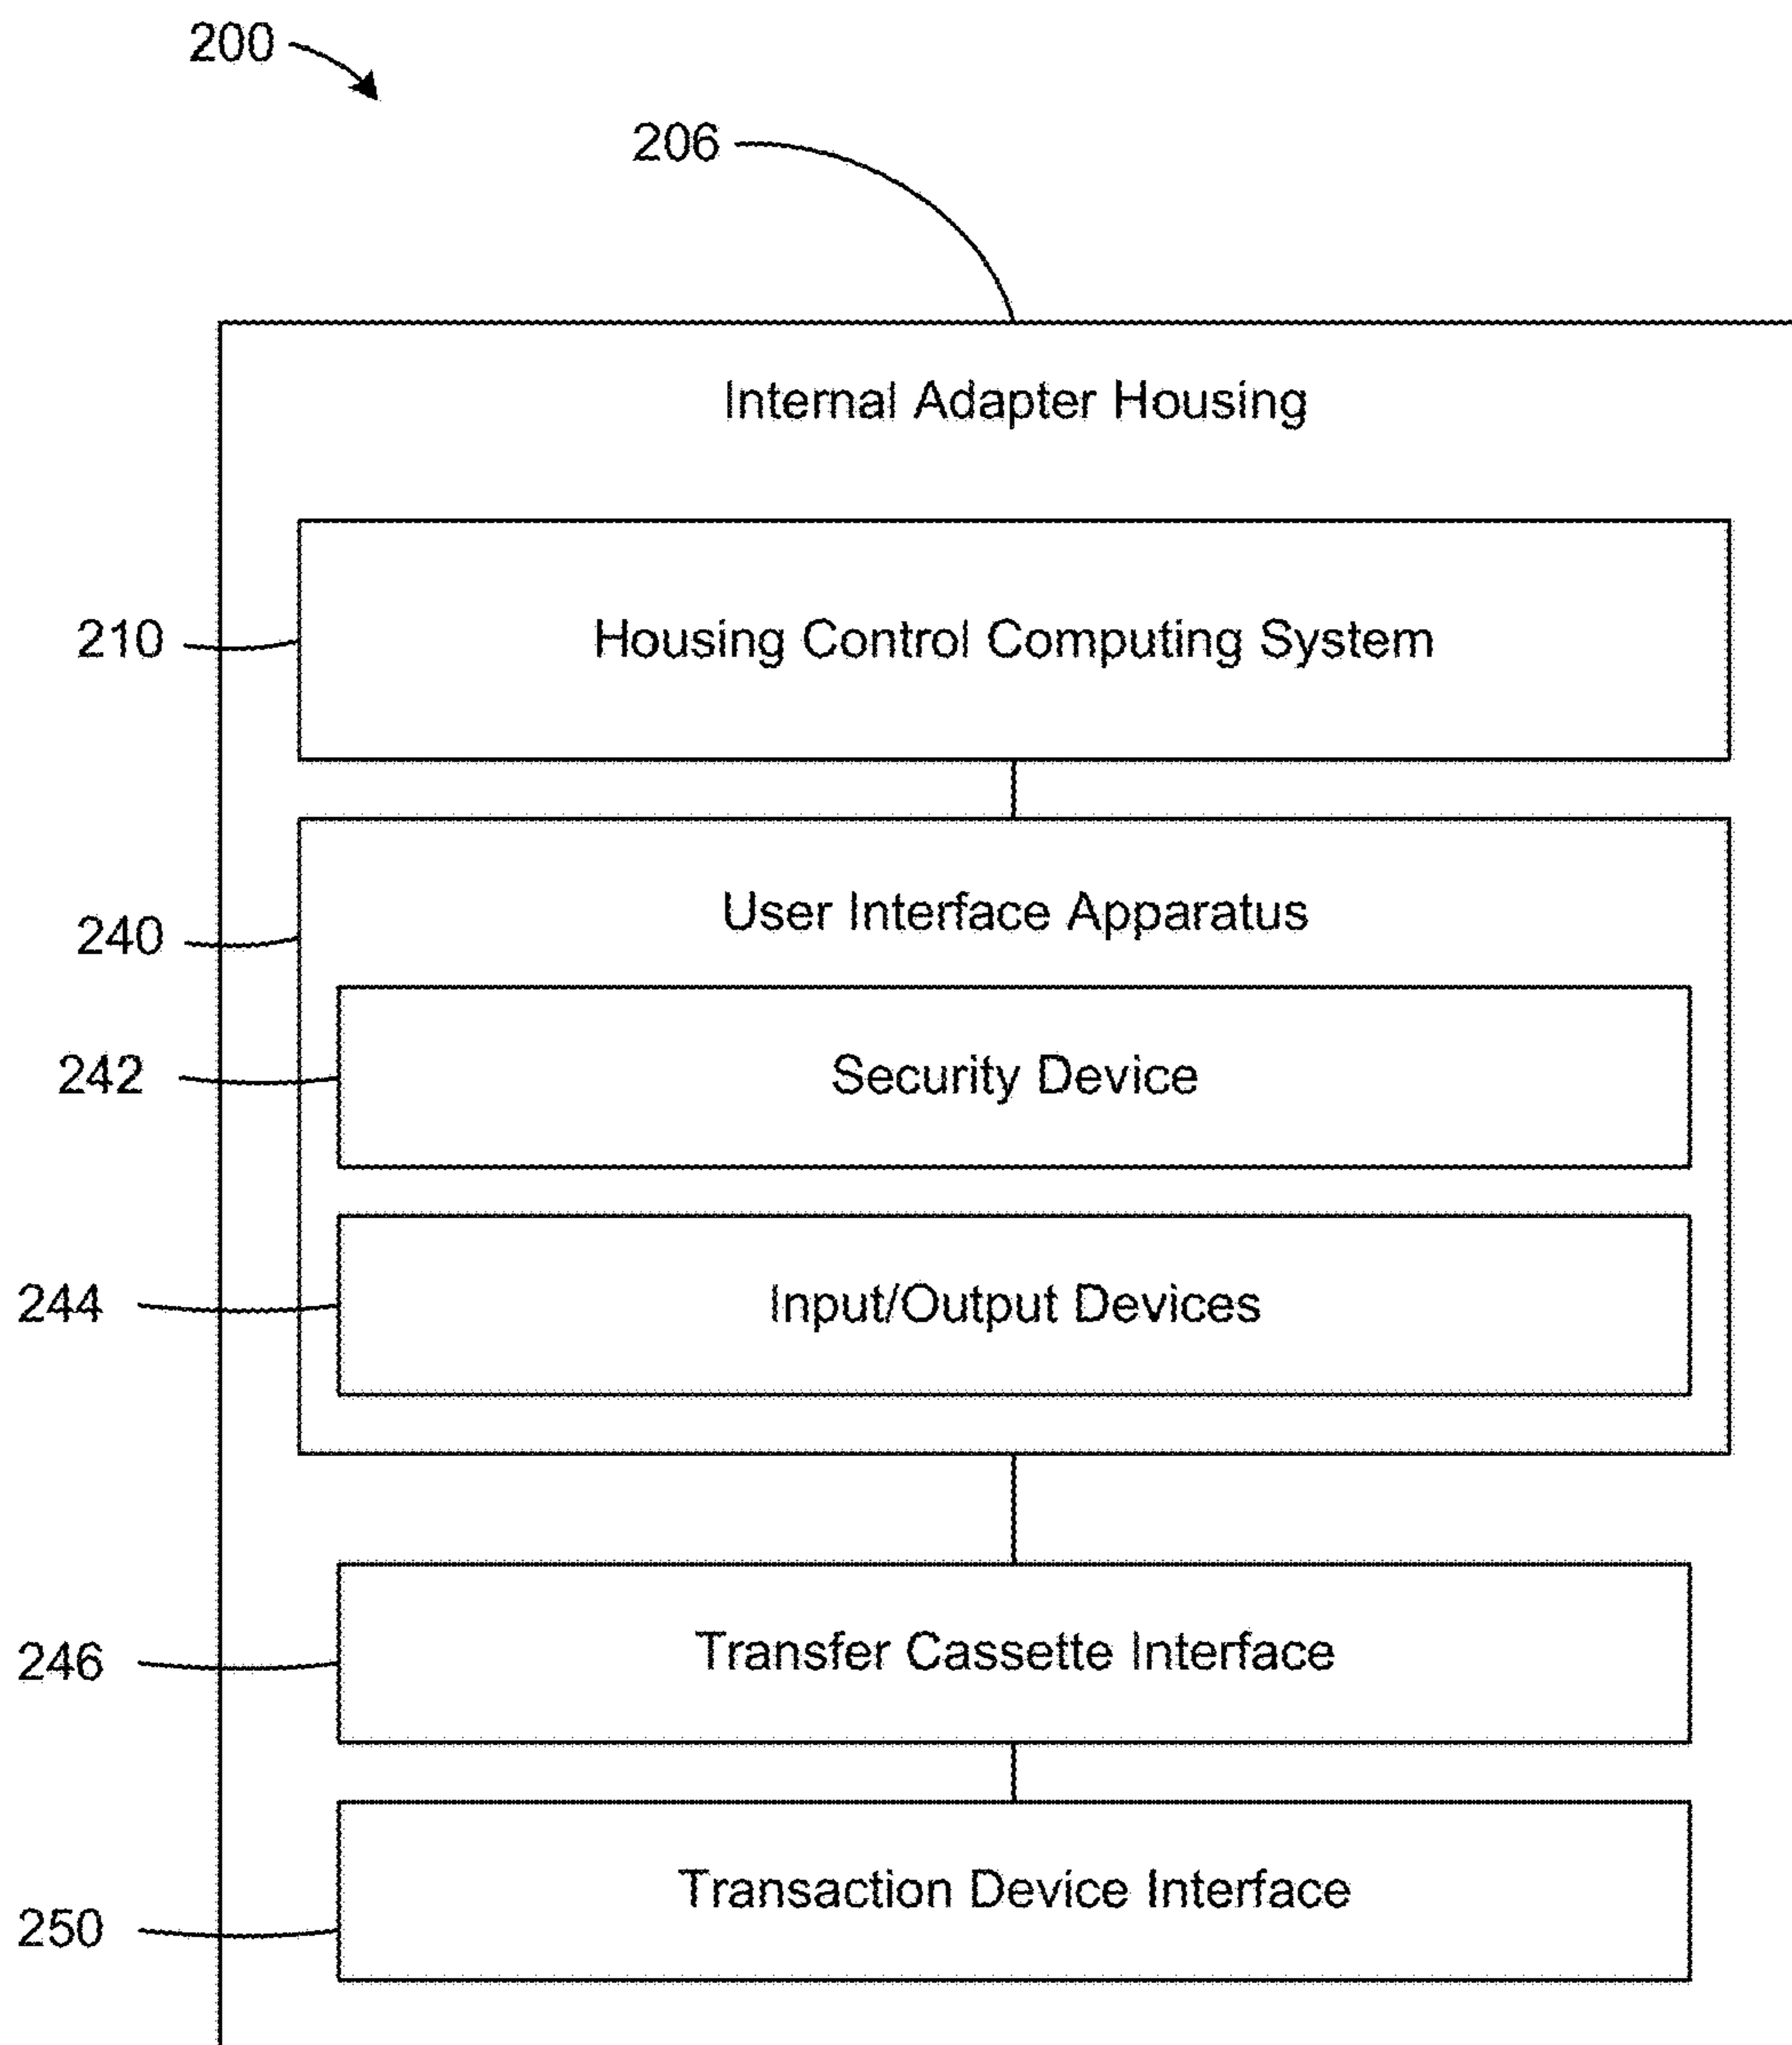 200
206
Internal Adapter Housing
210
Housing Control Computing System
240
User Interface Apparatus
242
Security Device
244
Input/Output Devices
246
Transfer Cassette Interface
250
Transaction Device Interface